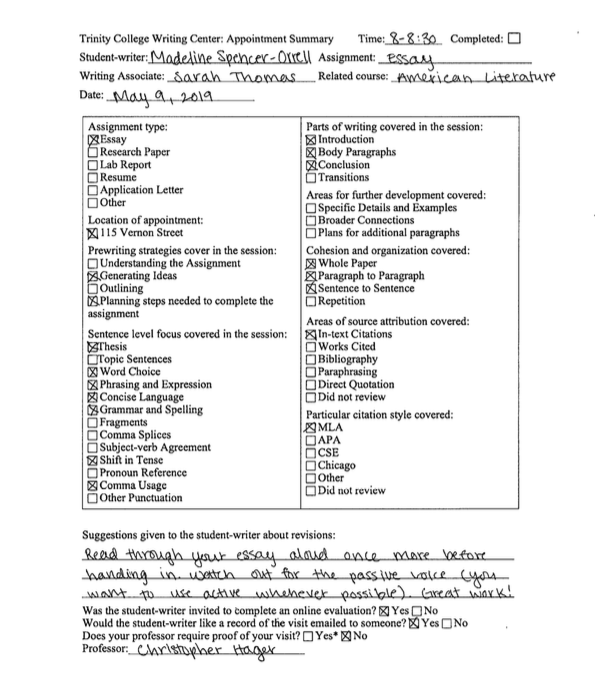 Trinity College Writing Center: Appointment Summary Time: 8-8:30 Completed: ☐
Student-writer: Madeline Spencer-Orrell Assignment: Essay
Writing Associate: Sarah Thomas Related course: American Literature
Date: May 9, 2019
Assignment type:
☒Essay
☐Research Paper
☐Lab Report
☐Resume
☐Application Letter
☐Other
Location of appointment:
☒115 Vernon Street
Prewriting strategies cover in the session:
☐Understanding the Assignment
☒Generating Ideas
☐Outlining
☒Planning steps needed to complete the
assignment
Sentence level focus covered in the session:
☒Thesis
☐Topic Sentences
☒Word Choice
☒Phrasing and Expression
☒Concise Language
☒Grammar and Spelling
☐Fragments
☐Comma Splices
☐Subject-verb Agreement
☒Shift in Tense
☐Pronoun Reference
☒Comma Usage
☐Other Punctuation
Parts of writing covered in the session:
☒Introduction
☒Body Paragraphs
☒Conclusion
☐Transitions
Areas for further development covered:
☐Specific Details and Examples
☐Broader Connections
☐Plans for additional paragraphs
Cohesion and organization covered:
☒Whole Paper
☒Paragraph to Paragraph
☒Sentence to Sentence
☐Repetition
Areas of source attribution covered:
☒In-text Citations
☐Works Cited
☐Bibliography
☐Paraphrasing
☐Direct Quotation
☐Did not review
Particular citation style covered:
☒MLA
☐APA
☐CSE
☐Chicago
☐Other
☐Did not review
Suggestions given to the student-writer about revisions:
Read through your essay aloud once more before
handing in. Watch out for the passive voice (you
want to use active whenever possible). Great work!
Was the student-writer invited to complete an online evaluation? ☒Yes ☐No
Would the student-writer like a record of the visit emailed to someone? ☒Yes ☐No
Does your professor require proof of your visit? ☐Yes* ☒No
Professor: Christopher Hager